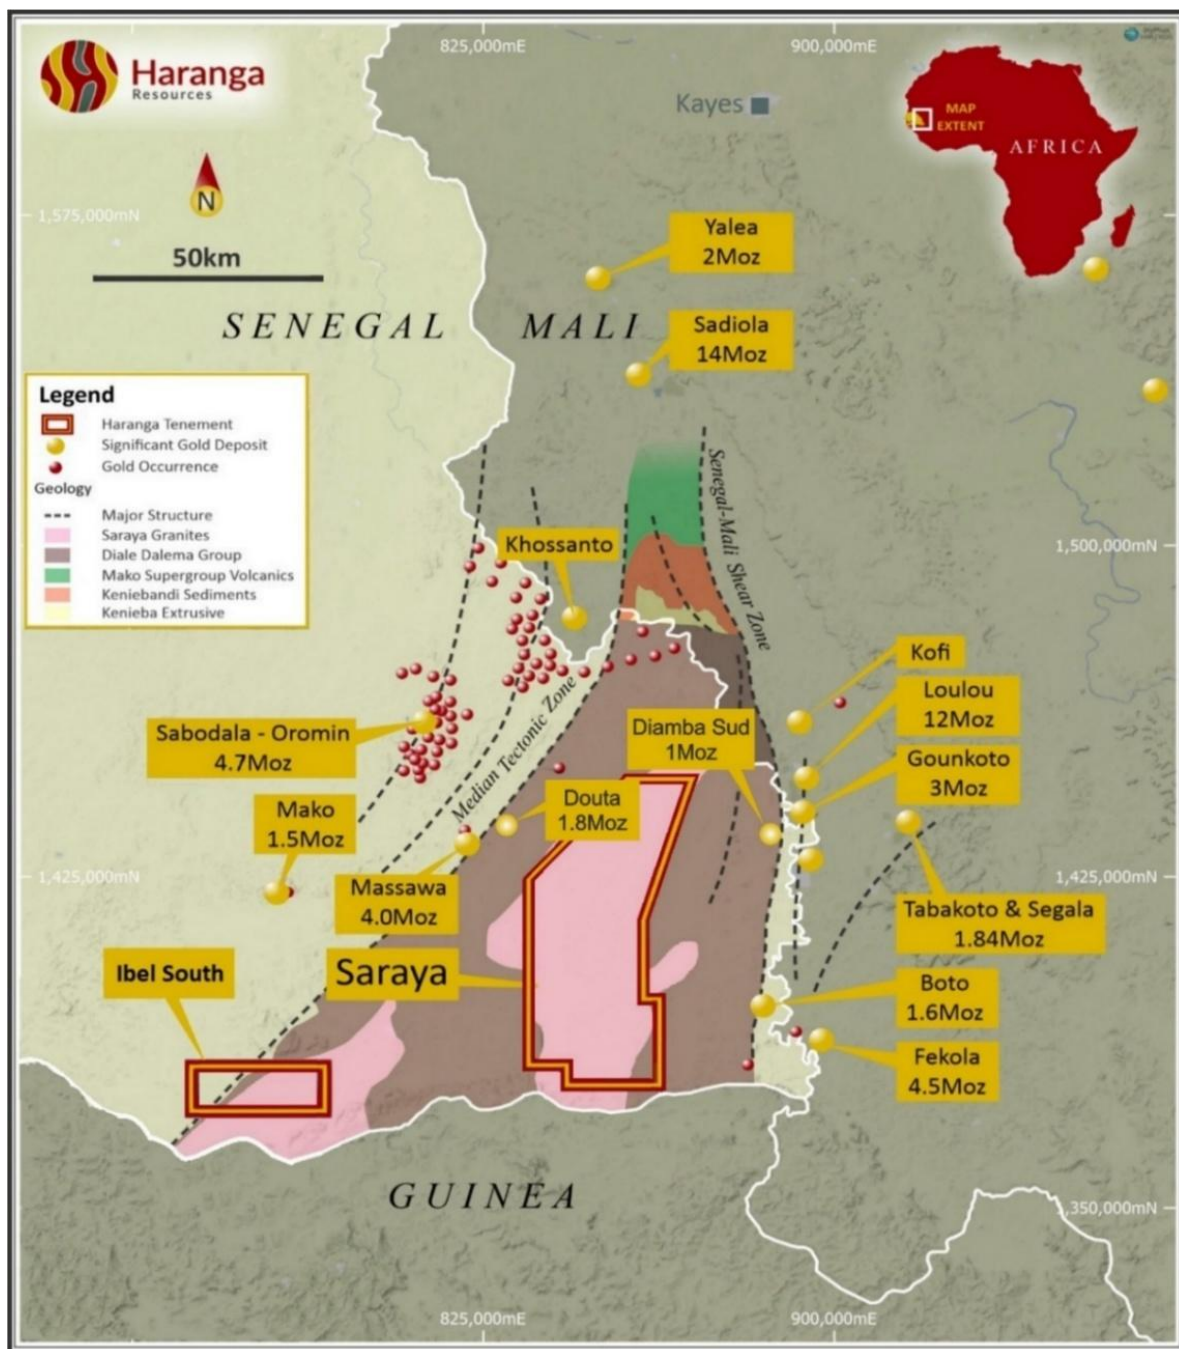 825,000mE
900,000mE
Haranga
Resources
Kayes
MAP
EXTENT
AFRICA
N
1,575,000mN
50km
Yalea
2Moz
SENEGAL
MALI
Sadiola
14Moz
Legend
Haranga Tenement
Significant Gold Deposit
Gold Occurrence
Geology
Major Structure
Saraya Granites
Diale Dalema Group
Mako Supergroup Volcanics
Keniebandi Sediments
Kenieba Extrusive
Senegal-Mali Shear Zone
Khossanto
1,500,000mN
Kofi
Loulou
12Moz
Median Tectonic Zone
Sabodala - Oromin
4.7Moz
Diamba Sud
1Moz
Gounkoto
3Moz
Mako
1.5Moz
Douta
1.8Moz
1,425,000mN
1,425,000mN
Massawa
4.0Moz
Tabakoto & Segala
1.84Moz
Ibel South
Saraya
Boto
1.6Moz
Fekola
4.5Moz
GUINEA
1,350,000mN
825,000mE
900,000mE